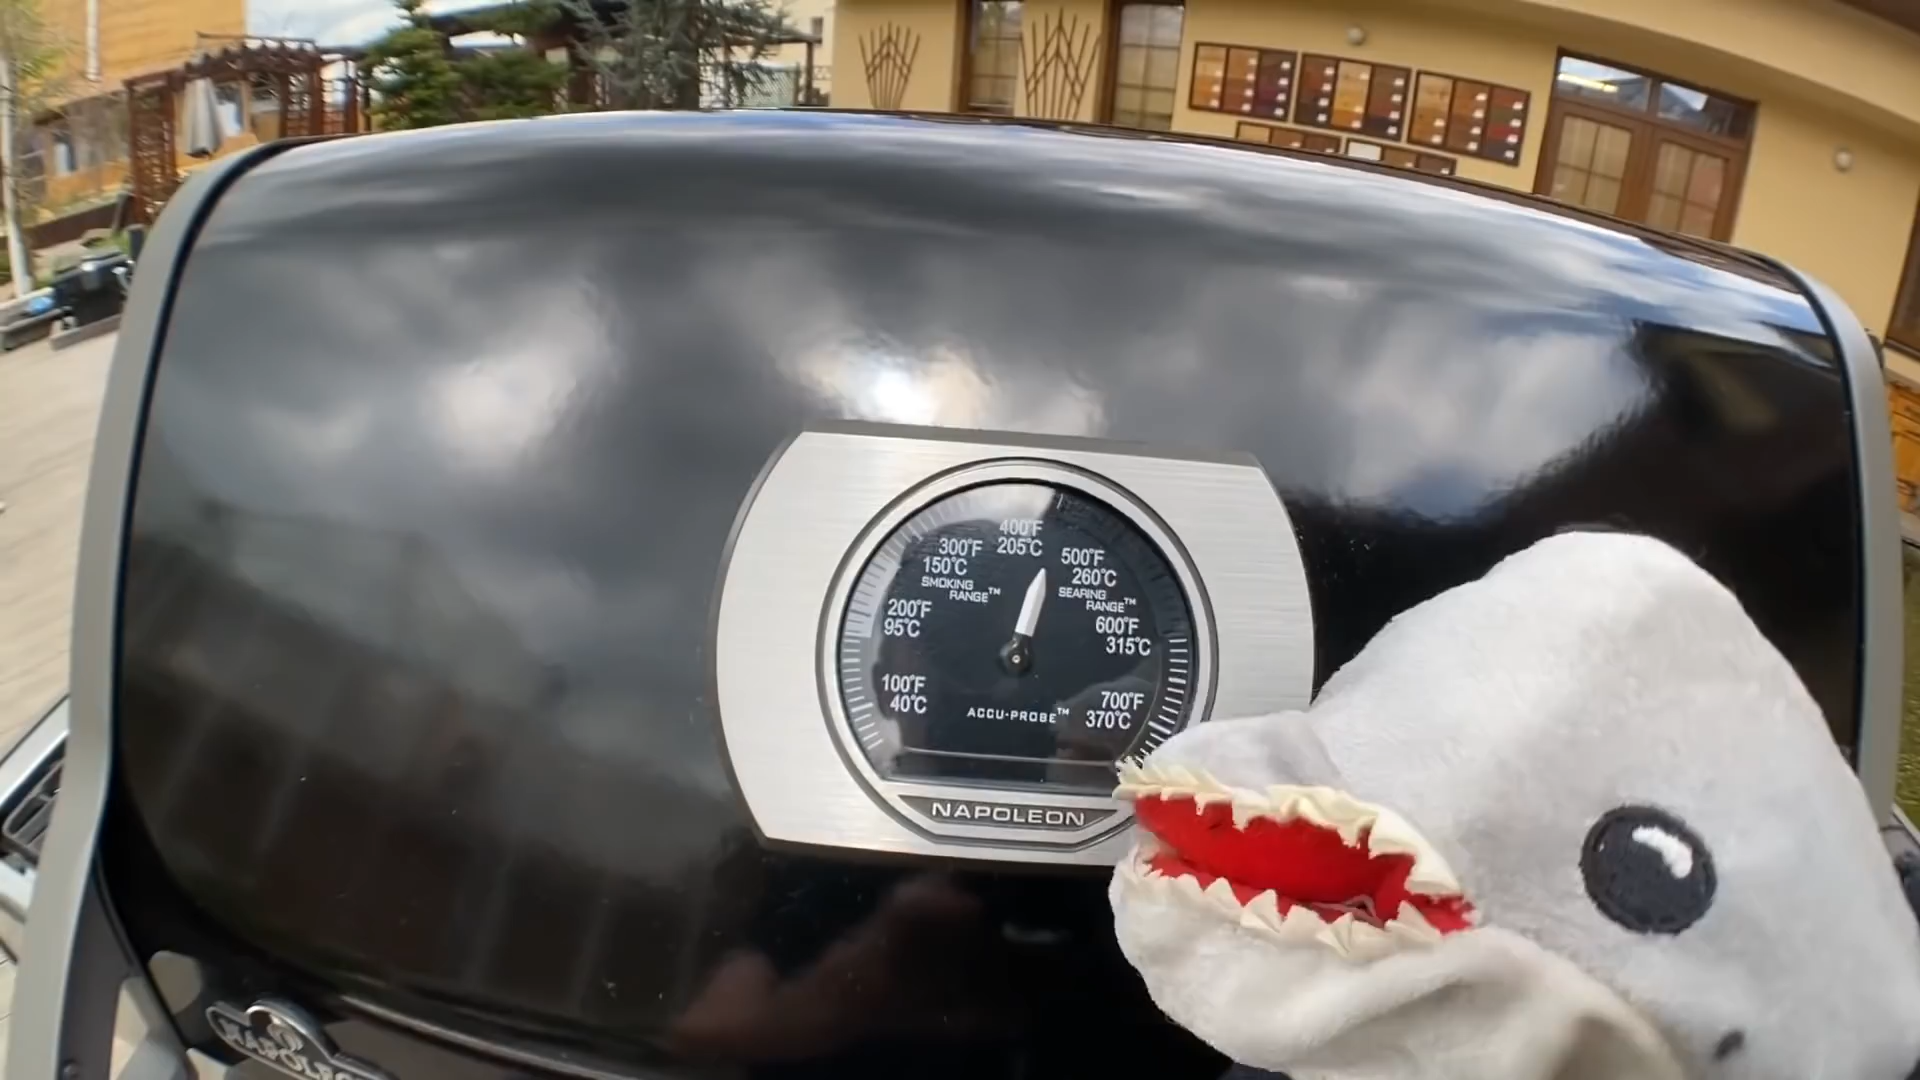 400°F
205°C
300°F
150°C
SMOKING
RANGE™
500°F
260°C
SEARING
RANGE™
200°F
95°C
600°F
315°C
100°F
40°C
700°F
370°C
ACCU-PROBE™
NAPOLEON
NAPOLEON